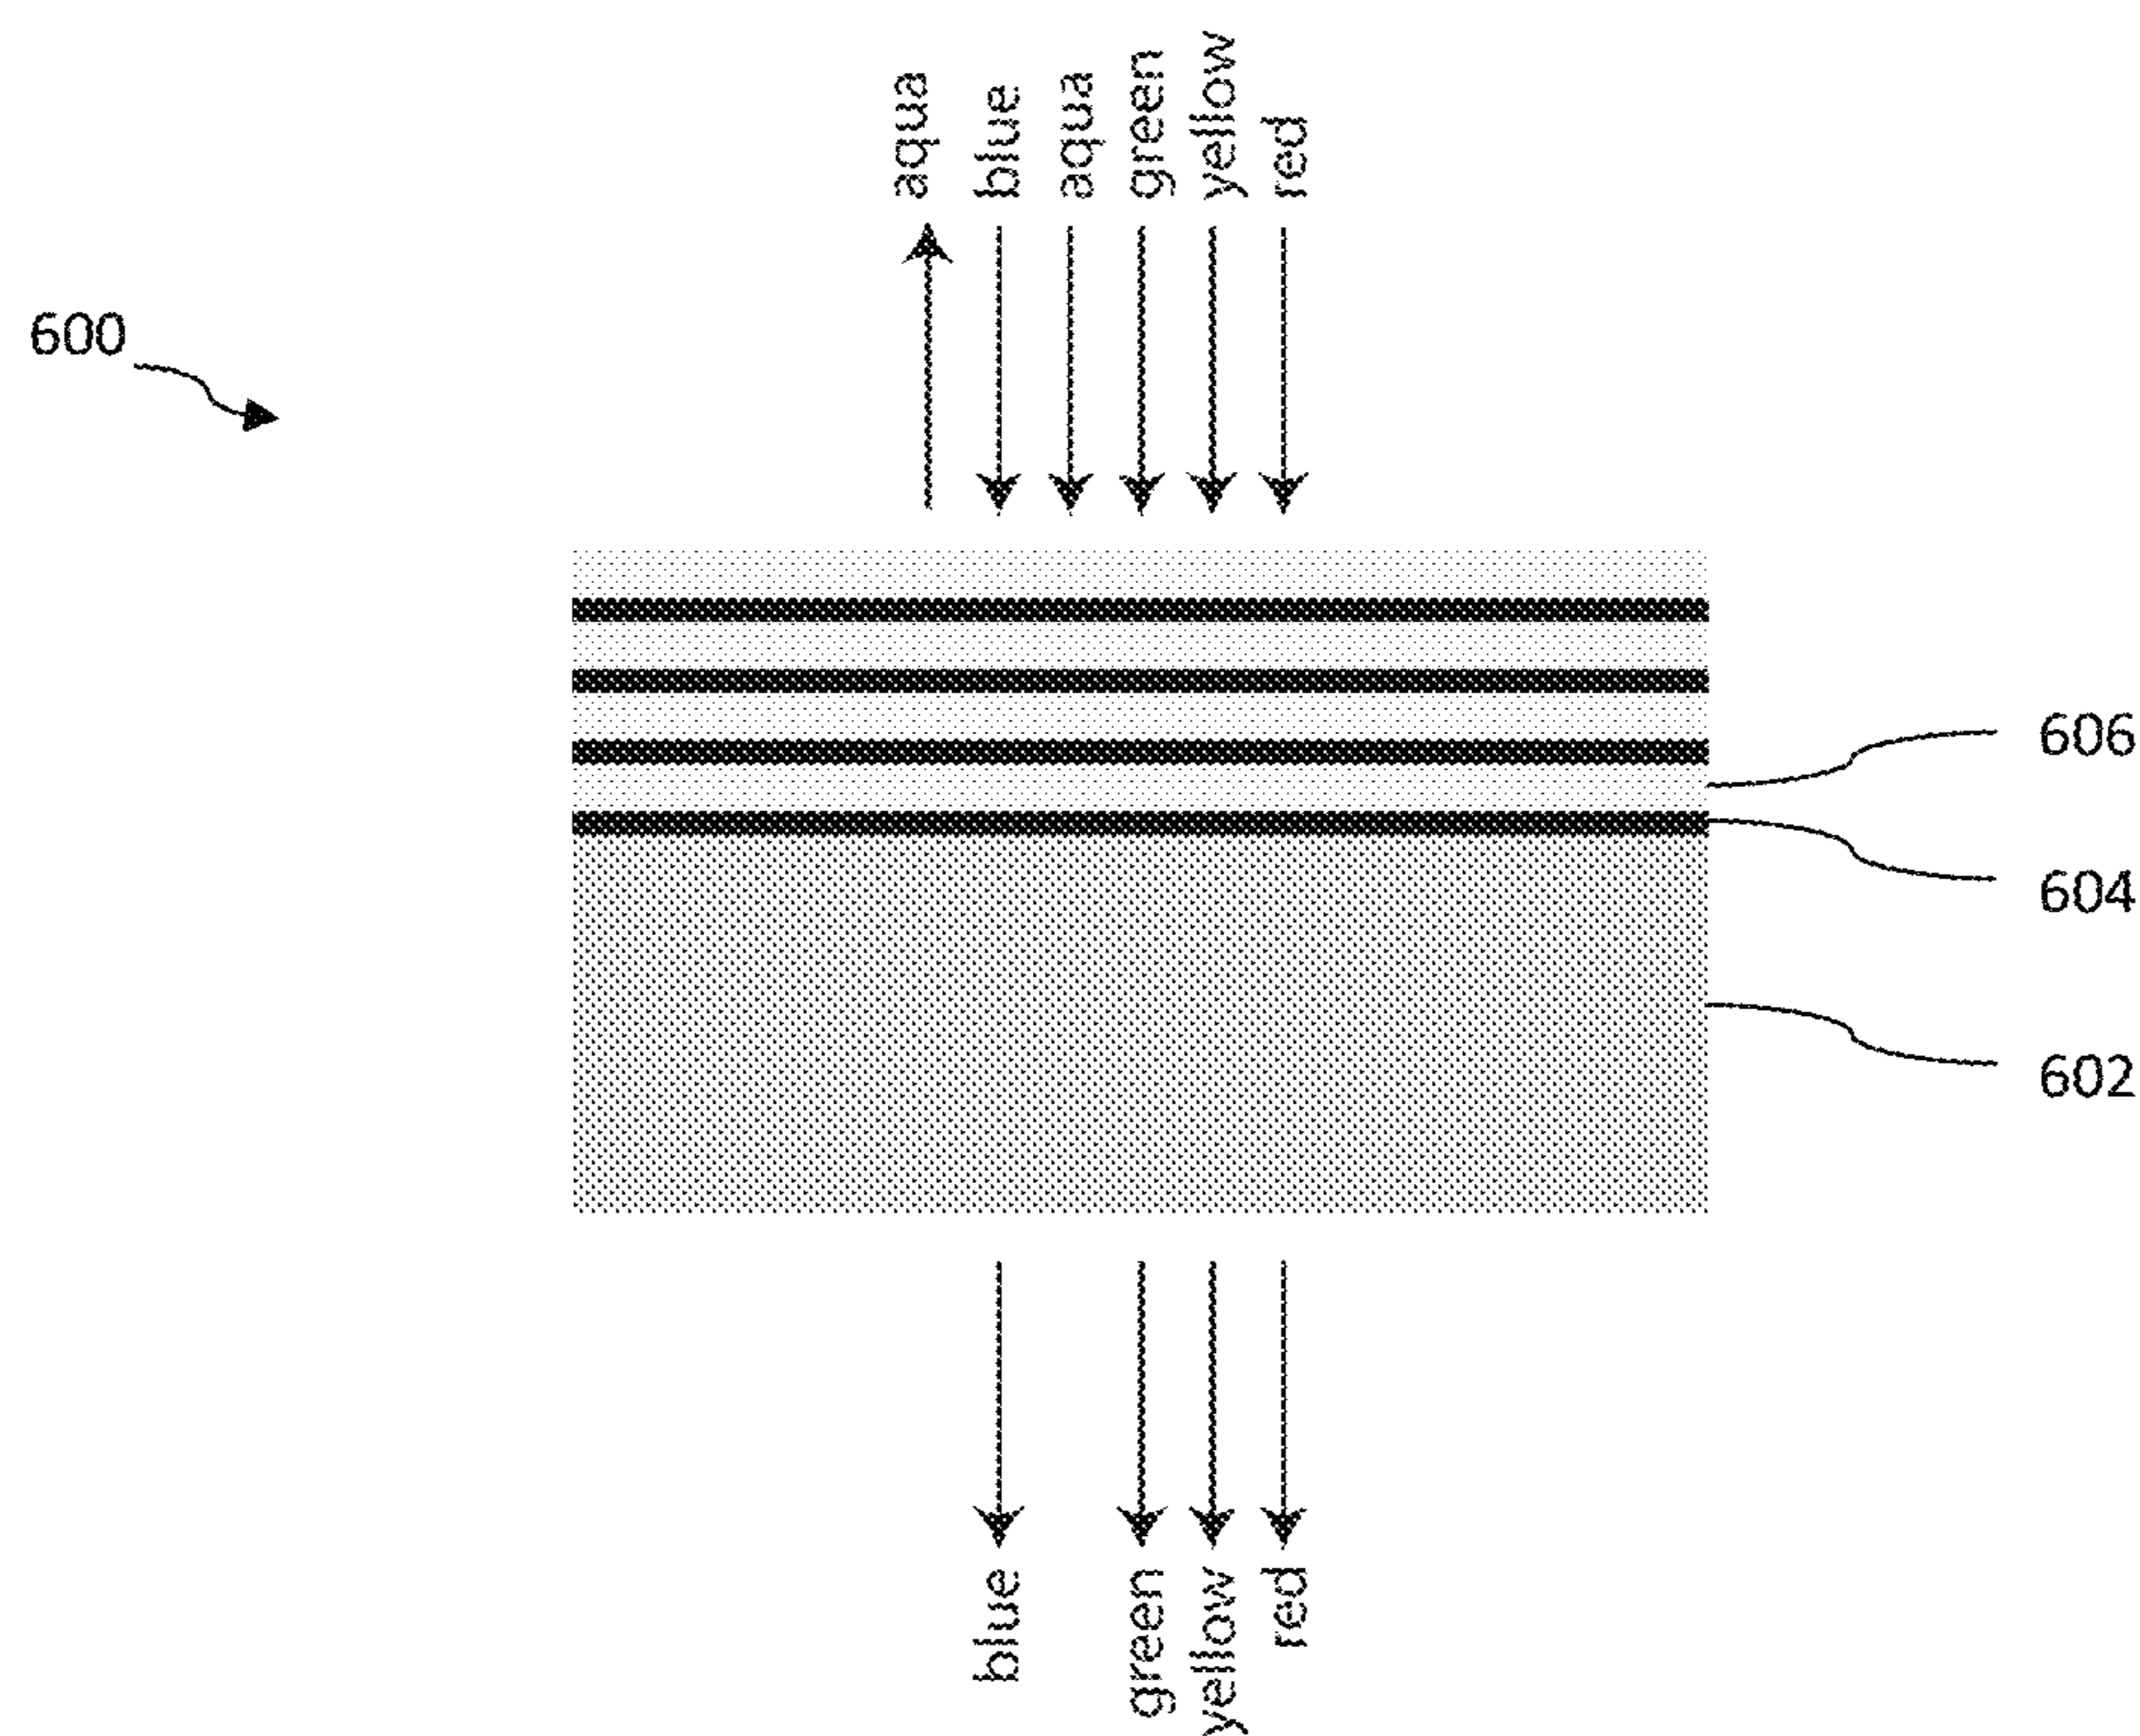 aqua
blue
aqua
green
yellow
red
600
606
604
602
blue
green
yellow
red